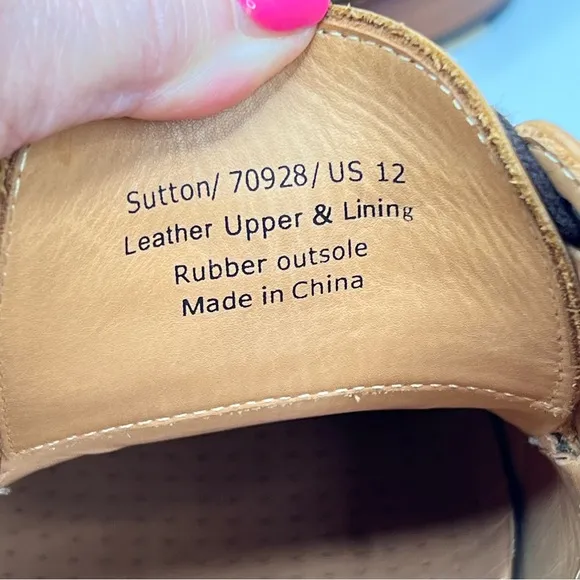 Sutton/ 70928/ US 12
Leather Upper & Lining
Rubber outsole
Made in China